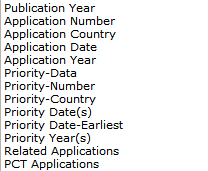 Publication Year
Application Number
Application Country
Application Date
Application Year
Priority-Data
Priority-Number
Priority-Country
Priority Date(s)
Priority Date-Earliest
Priority Year(s)
Related Applications
PCT Applications